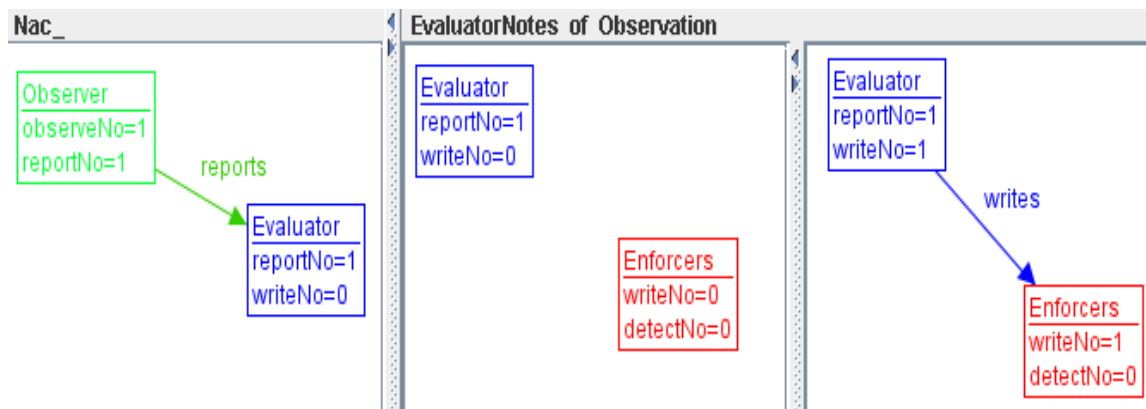 Nac_
EvaluatorNotes of Observation
Observer
observeNo=1
reportNo=1
reports
Evaluator
reportNo=1
writeNo=0
Evaluator
reportNo=1
writeNo=0
Enforcers
writeNo=0
detectNo=0
Evaluator
reportNo=1
writeNo=1
writes
Enforcers
writeNo=1
detectNo=0